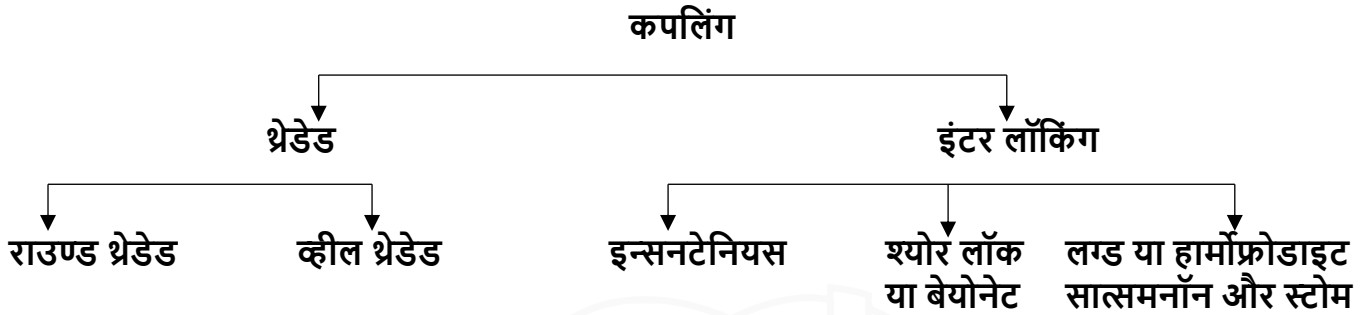 कपलिंग
थ्रेडेड
इंटर लॉकिंग
राउण्ड थ्रेडेड
व्हील थ्रेडेड
इन्सनटेनियस
श्योर लॉक
या बेयोनेट
लग्ड या हार्मोफ्रोडाइट
सात्समनॉन और स्टोम